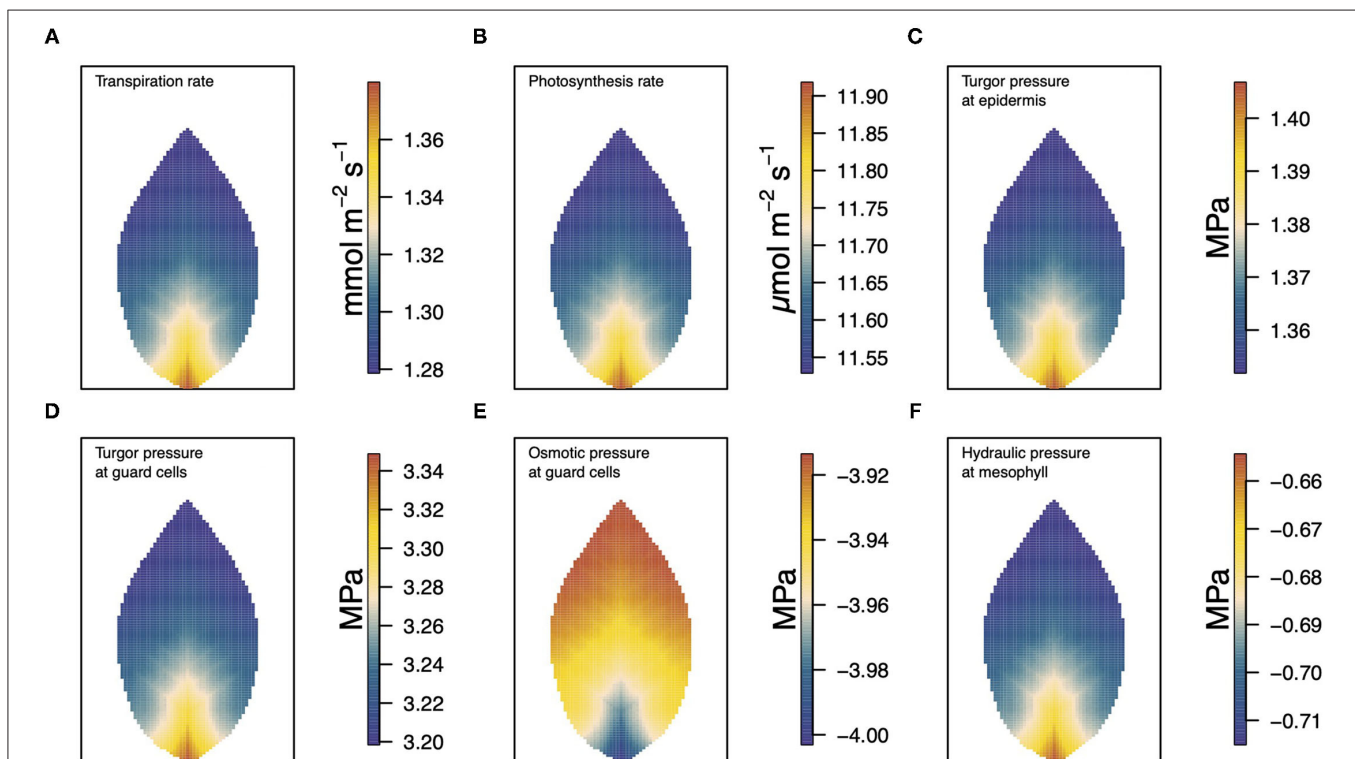 A
B
C
Transpiration rate
1.36
1.34
1.32
1.30
1.28
mmol m−2 s−1
Photosynthesis rate
11.90
11.85
11.80
11.75
11.70
11.65
11.60
11.55
μmol m−2 s−1
Turgor pressure
at epidermis
1.40
1.39
1.38
1.37
1.36
MPa
D
E
F
Turgor pressure
at guard cells
3.34
3.32
3.30
3.28
3.26
3.24
3.22
3.20
MPa
Osmotic pressure
at guard cells
−3.92
−3.94
−3.96
−3.98
−4.00
MPa
Hydraulic pressure
at mesophyll
−0.66
−0.67
−0.68
−0.69
−0.70
−0.71
MPa